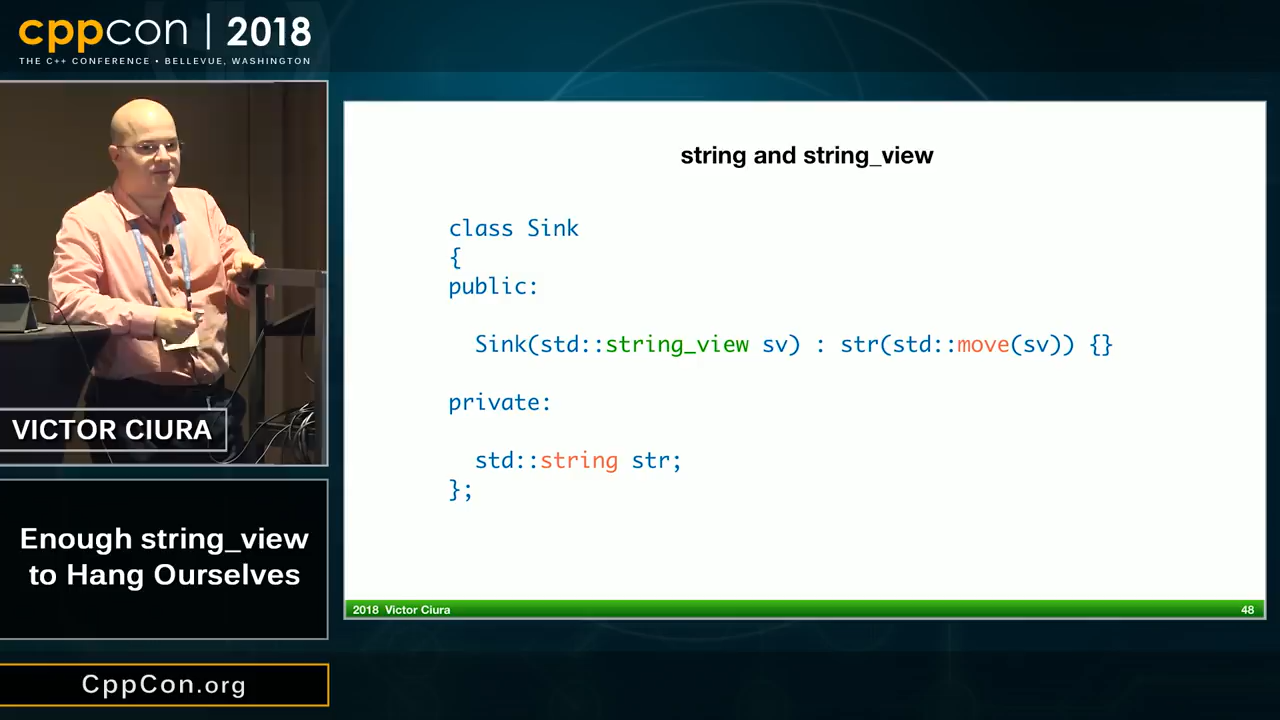 cppcon | 2018
THE C++ CONFERENCE • BELLEVUE, WASHINGTON
VICTOR CIURA
Enough string_view
to Hang Ourselves
CppCon.org
string and string_view
class Sink
{
public:
Sink(std::string_view sv) : str(std::move(sv)) {}
private:
std::string str;
};
2018 Victor Ciura
48